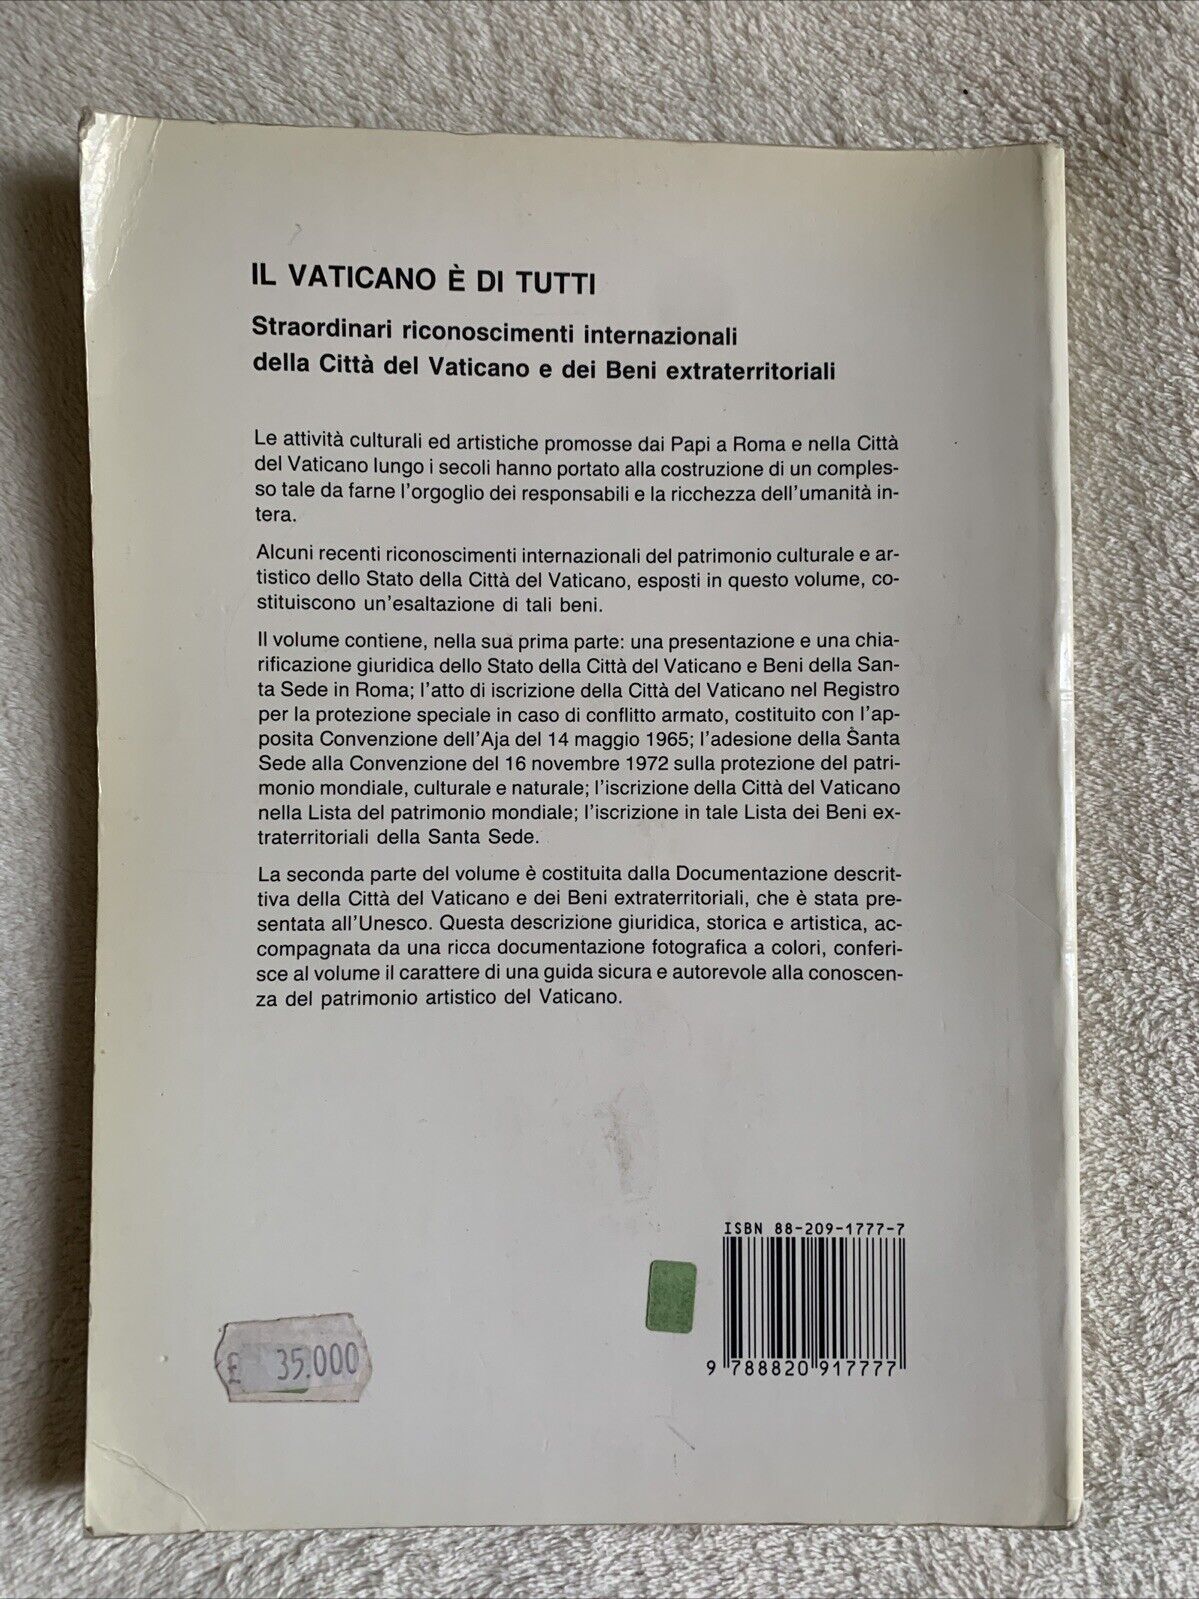 IL VATICANO È DI TUTTI
Straordinari riconoscimenti internazionali
della Città del Vaticano e dei Beni extraterritoriali
Le attività culturali ed artistiche promosse dai Papi a Roma e nella Città
del Vaticano lungo i secoli hanno portato alla costruzione di un comples-
so tale da farne l'orgoglio dei responsabili e la ricchezza dell'umanità in-
tera.
Alcuni recenti riconoscimenti internazionali del patrimonio culturale e ar-
tistico dello Stato della Città del Vaticano, esposti in questo volume, co-
stituiscono un'esaltazione di tali beni.
Il volume contiene, nella sua prima parte: una presentazione e una chia-
rificazione giuridica dello Stato della Città del Vaticano e Beni della San-
ta Sede in Roma; l'atto di iscrizione della Città del Vaticano nel Registro
per la protezione speciale in caso di conflitto armato, costituito con l'ap-
posita Convenzione dell'Aja del 14 maggio 1965; l'adesione della Santa
Sede alla Convenzione del 16 novembre 1972 sulla protezione del patri-
monio mondiale, culturale e naturale; l'iscrizione della Città del Vaticano
nella Lista del patrimonio mondiale; l'iscrizione in tale Lista dei Beni ex-
traterritoriali della Santa Sede.
La seconda parte del volume è costituita dalla Documentazione descrit-
tiva della Città del Vaticano e dei Beni extraterritoriali, che è stata pre-
sentata all'Unesco. Questa descrizione giuridica, storica e artistica, ac-
compagnata da una ricca documentazione fotografica a colori, conferi-
sce al volume il carattere di una guida sicura e autorevole alla conoscen-
za del patrimonio artistico del Vaticano.
ISBN 88-209-1777-7
9 788820 917777
£ 35.000